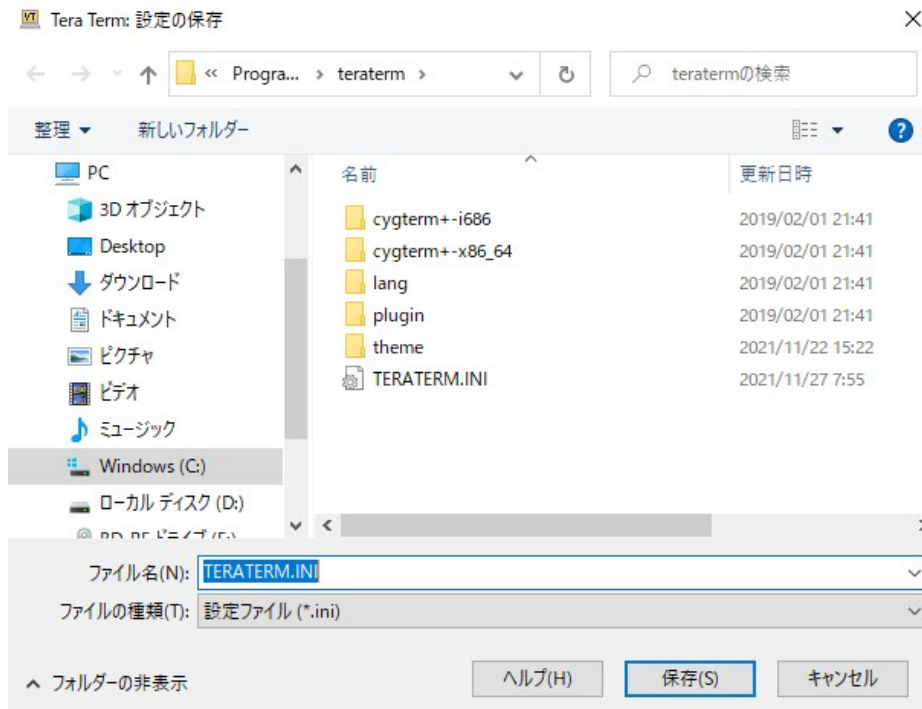 Tera Term: 設定の保存
« Progra... › teraterm ›
teratermの検索
整理
新しいフォルダー
PC
3D オブジェクト
Desktop
ダウンロード
ドキュメント
ピクチャ
ビデオ
ミュージック
Windows (C:)
ローカル ディスク (D:)
名前 更新日時
cygterm+-i686 2019/02/01 21:41
cygterm+-x86_64 2019/02/01 21:41
lang 2019/02/01 21:41
plugin 2019/02/01 21:41
theme 2021/11/22 15:22
TERATERM.INI 2021/11/27 7:55
ファイル名(N): TERATERM.INI
ファイルの種類(T): 設定ファイル (*.ini)
フォルダーの非表示
ヘルプ(H)
保存(S)
キャンセル